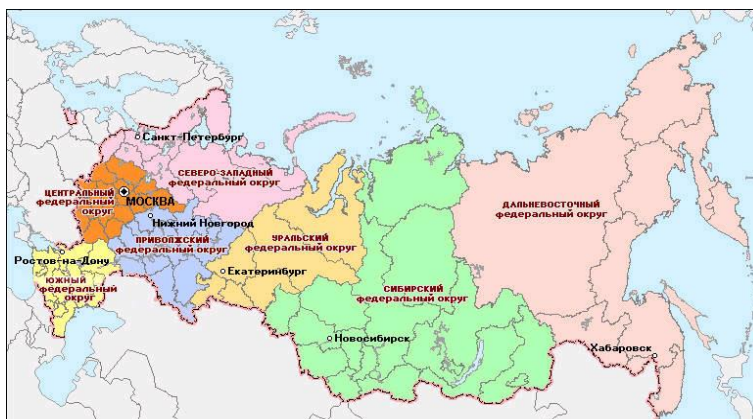 Санкт-Петербург
СЕВЕРО-ЗАПАДНЫЙ
федеральный округ
ЦЕНТРАЛЬНЫЙ
федеральный
округ
МОСКВА
Нижний Новгород
ПРИВОЛЖСКИЙ
федеральный округ
Ростов-на-Дону
ЮЖНЫЙ
федеральный
округ
Екатеринбург
УРАЛЬСКИЙ
федеральный округ
СИБИРСКИЙ
федеральный округ
Новосибирск
ДАЛЬНЕВОСТОЧНЫЙ
федеральный округ
Хабаровск